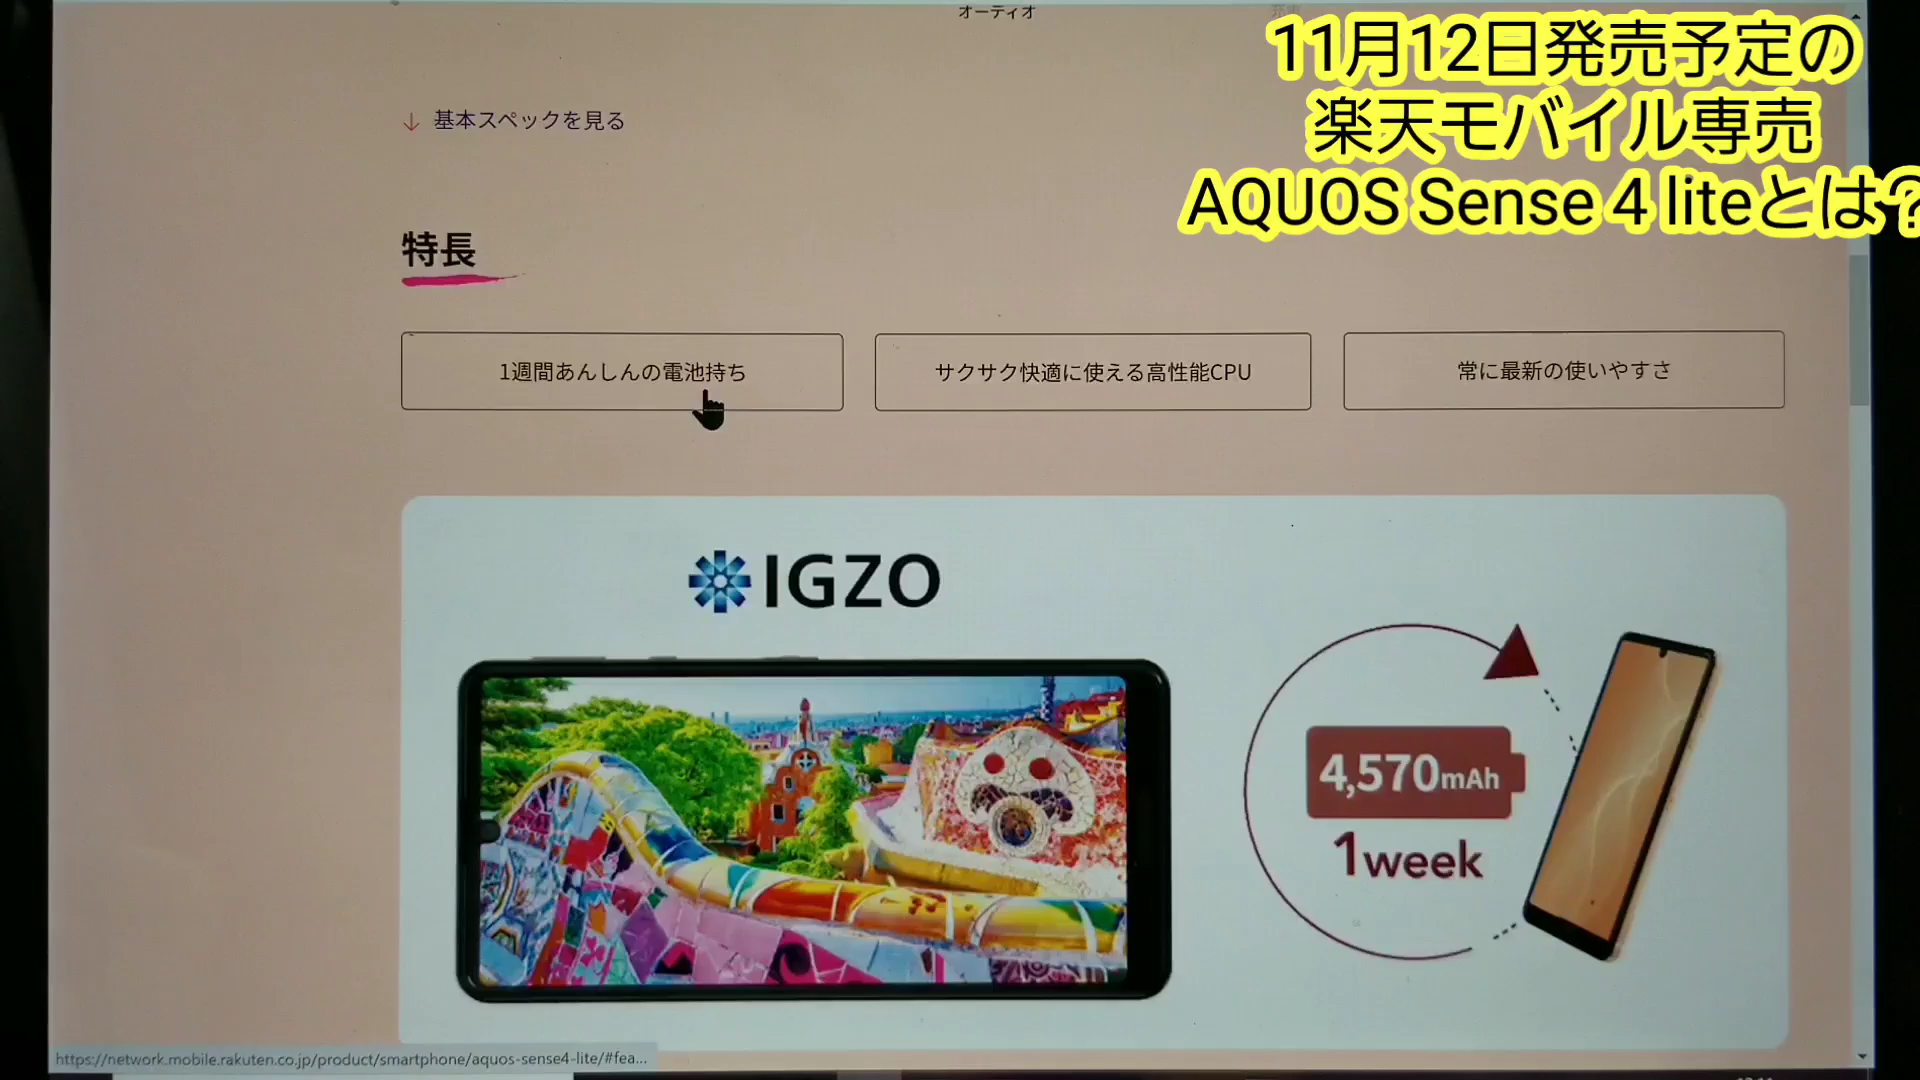 オーディオ
11月12日発売予定の
楽天モバイル専売
AQUOS Sense 4 liteとは?
基本スペックを見る
特長
1週間あんしんの電池持ち
サクサク快適に使える高性能CPU
常に最新の使いやすさ
IGZO
4,570mAh
1week
https://network.mobile.rakuten.co.jp/product/smartphone/aquos-sense4-lite/#fea...